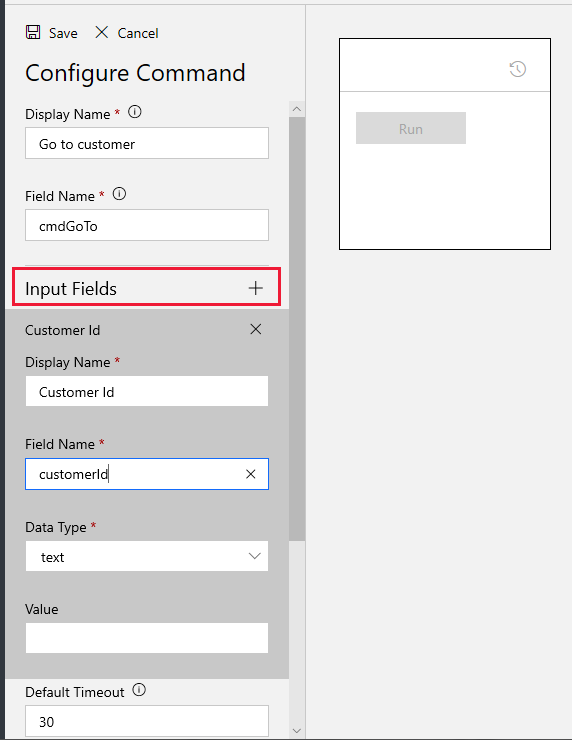 Save Cancel
Configure Command
Display Name *
Go to customer
Field Name *
cmdGoTo
Input Fields
Customer Id
Display Name *
Customer Id
Field Name *
customerId
Data Type *
text
Value
Default Timeout
30
Run